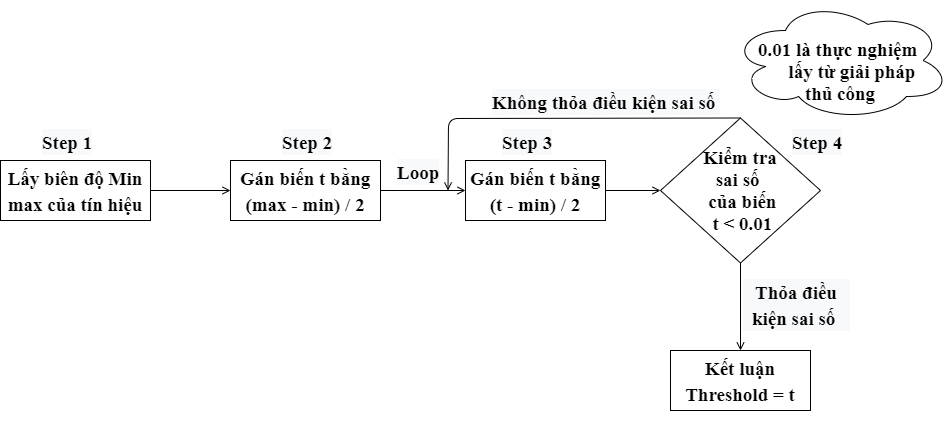 0.01 là thực nghiệm
lấy từ giải pháp
thủ công
Không thỏa điều kiện sai số
Step 1
Step 2
Step 3
Step 4
Lấy biên độ Min
max của tín hiệu
Gán biến t bằng
(max - min) / 2
Loop
Gán biến t bằng
(t - min) / 2
Kiểm tra
sai số
của biến
t < 0.01
Thỏa điều
kiện sai số
Kết luận
Threshold = t